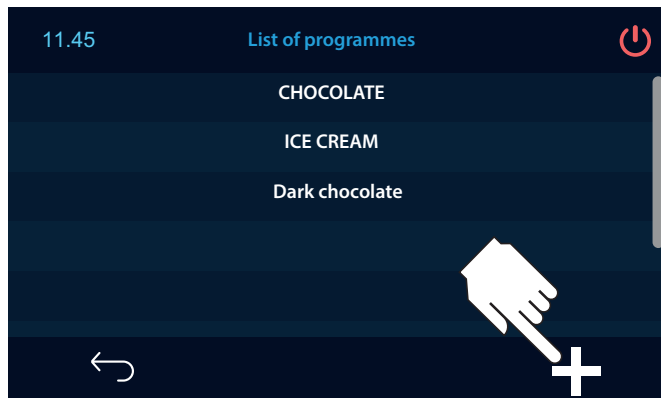 11.45
List of programmes
CHOCOLATE
ICE CREAM
Dark chocolate